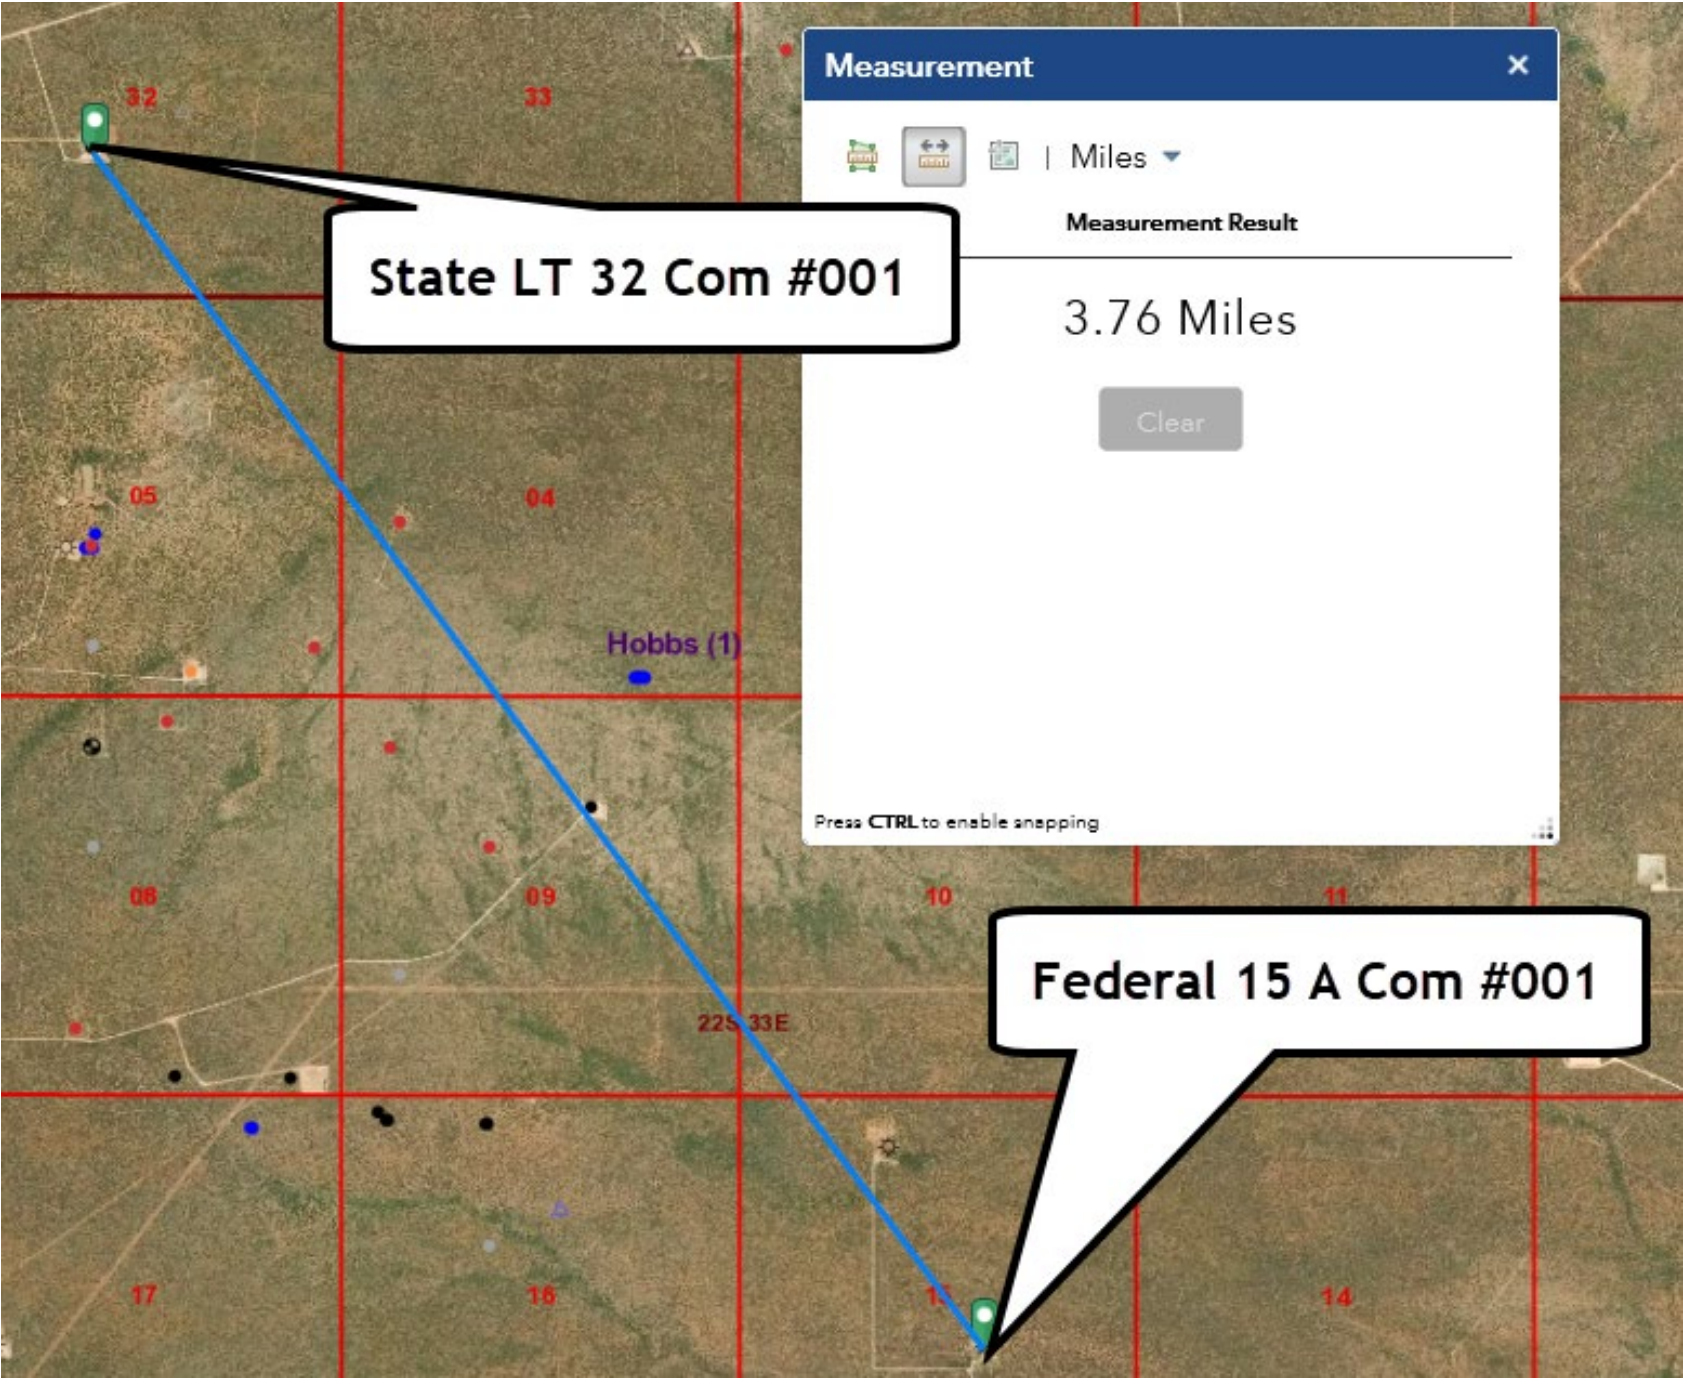 32
33
Measurement
Miles
Measurement Result
State LT 32 Com #001
3.76 Miles
Clear
05
04
Hobbs (1)
Press CTRL to enable snapping
08
09
10
11
Federal 15 A Com #001
22S 33E
17
16
15
14